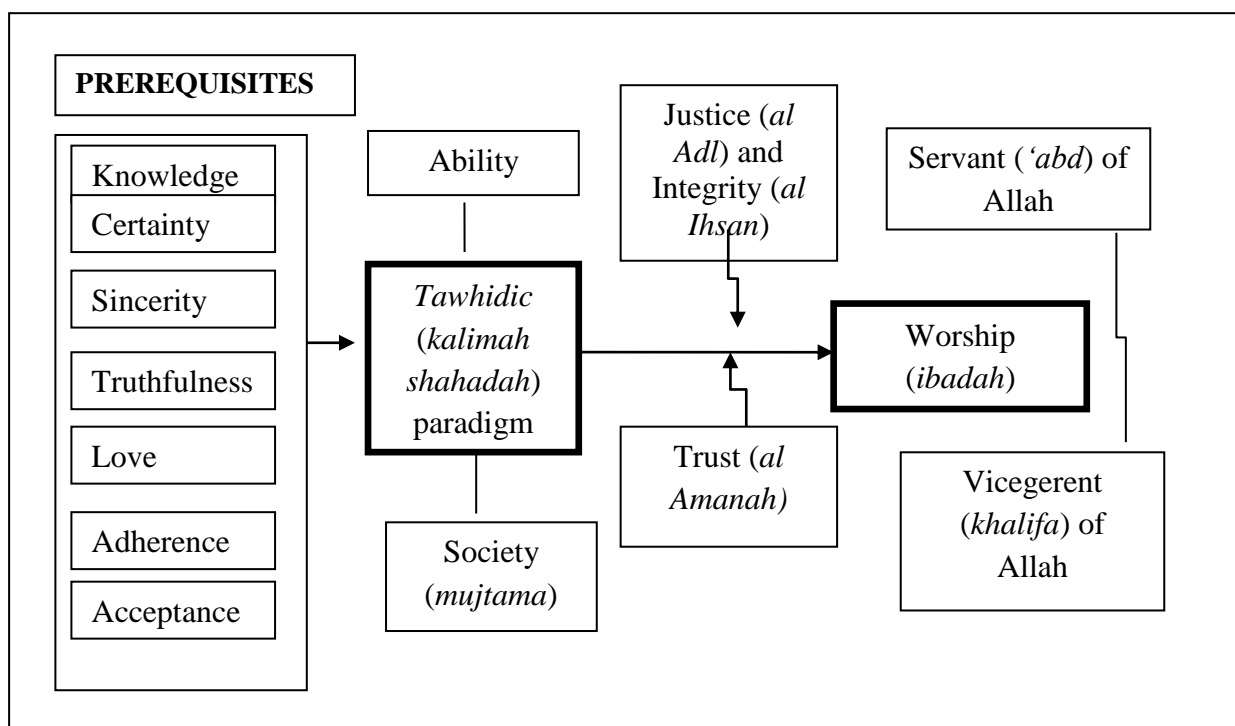 PREREQUISITES
Knowledge
Certainty
Sincerity
Truthfulness
Love
Adherence
Acceptance
Ability
Tawhidic
(kalimah
shahadah)
paradigm
Society
(mujtama)
Justice (al
Adl) and
Integrity (al
Ihsan)
Trust (al
Amanah)
Servant (‘abd) of
Allah
Worship
(ibadah)
Vicegerent
(khalifa) of
Allah